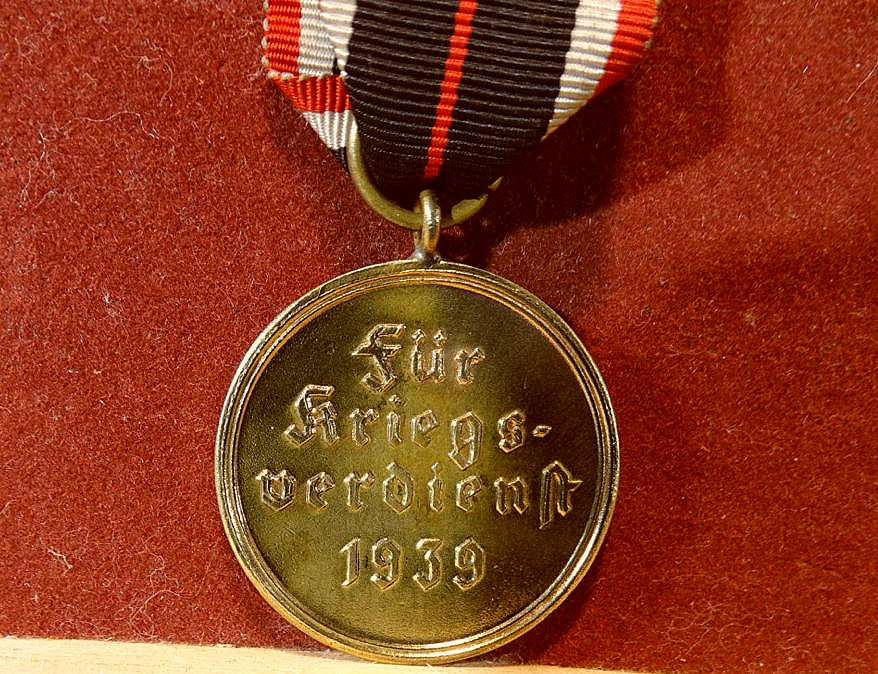 Für
Kriegs-
verdienst
1939